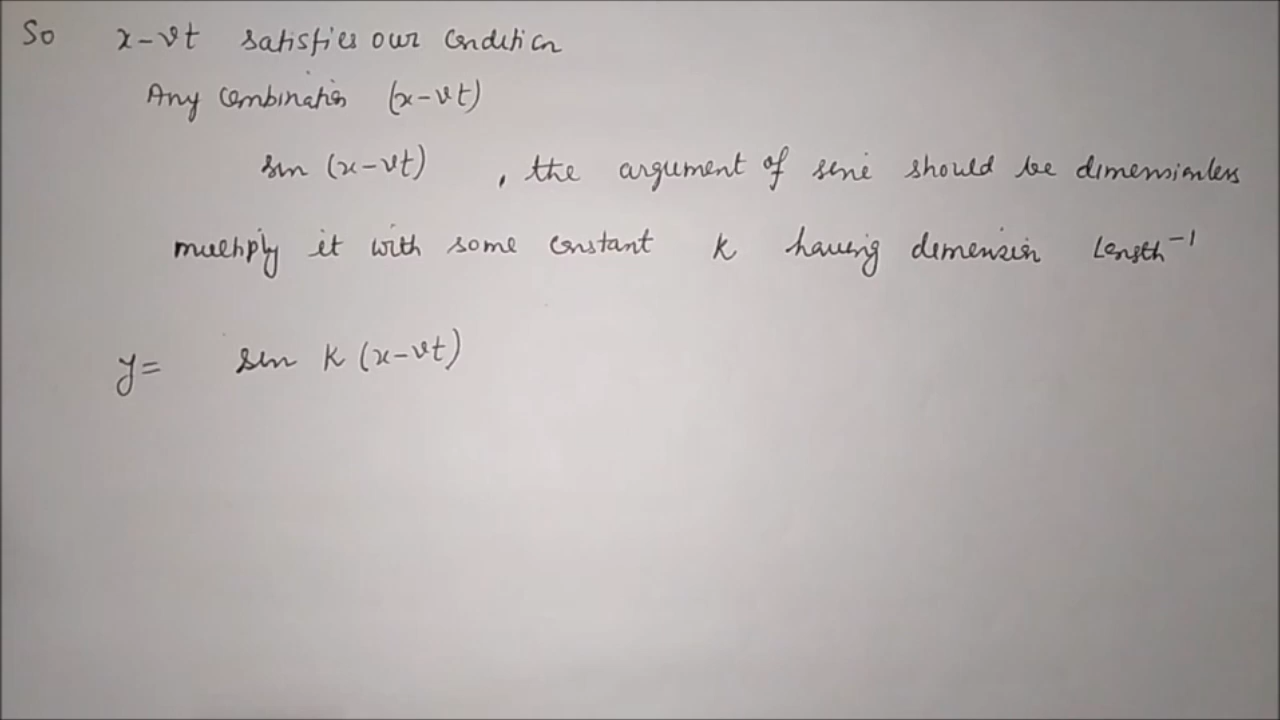 So x-vt satisfies our condition
Any combination (x-vt)
sin (x-vt) , the argument of sine should be dimensionless
multiply it with some constant k having dimension Length⁻¹
y= sin k (x-vt)